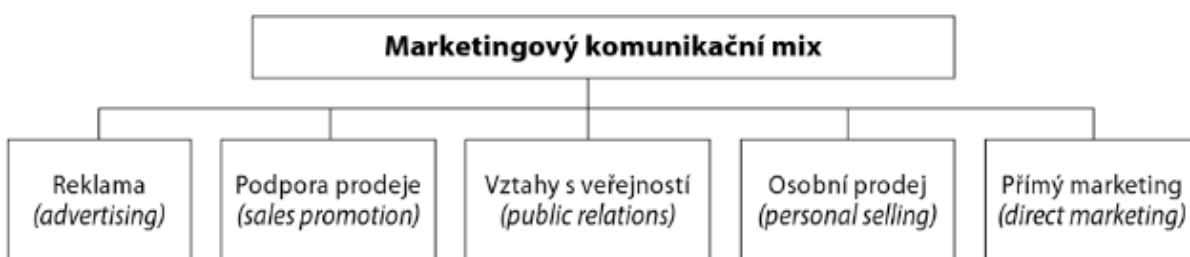 Marketingový komunikační mix
Reklama
(advertising)
Podpora prodeje
(sales promotion)
Vztahy s veřejností
(public relations)
Osobní prodej
(personal selling)
Přímý marketing
(direct marketing)